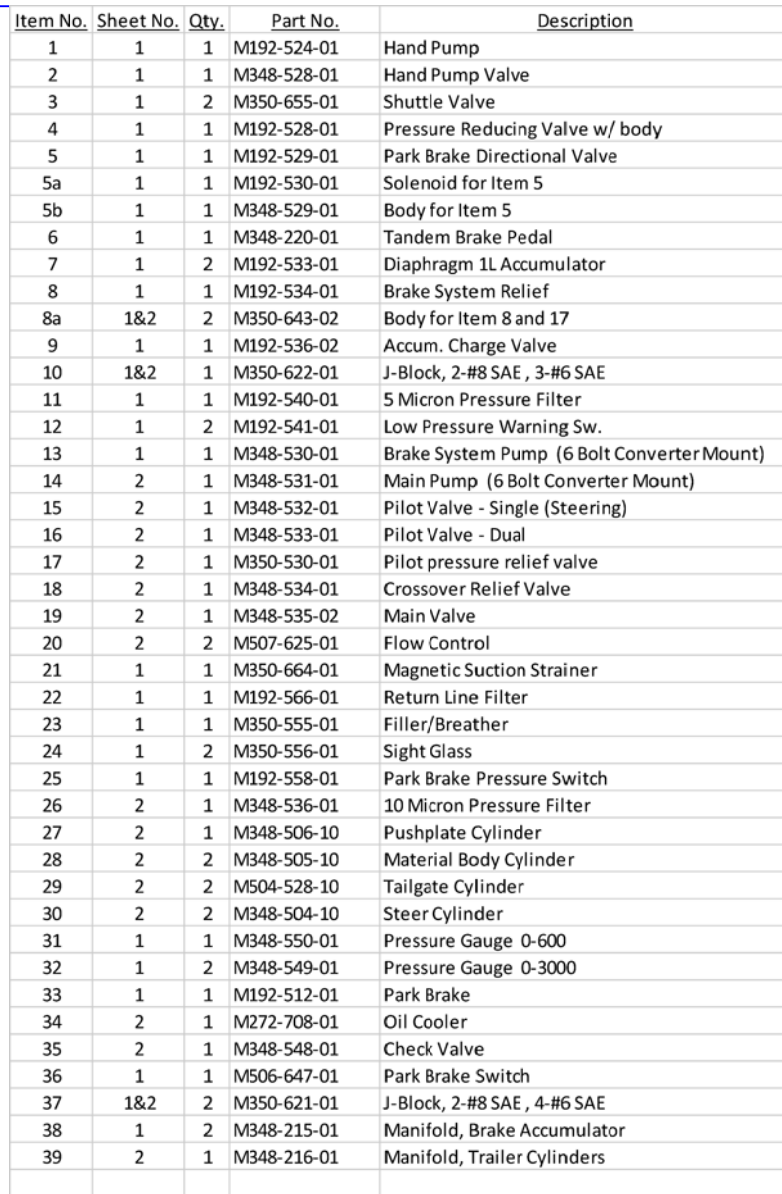 Item No. Sheet No. Qty. Part No. Description
1 1 1 M192-524-01 Hand Pump
2 1 1 M348-528-01 Hand Pump Valve
3 1 2 M350-655-01 Shuttle Valve
4 1 1 M192-528-01 Pressure Reducing Valve w/ body
5 1 1 M192-529-01 Park Brake Directional Valve
5a 1 1 M192-530-01 Solenoid for Item 5
5b 1 1 M348-529-01 Body for Item 5
6 1 1 M348-220-01 Tandem Brake Pedal
7 1 2 M192-533-01 Diaphragm 1L Accumulator
8 1 1 M192-534-01 Brake System Relief
8a 1&2 2 M350-643-02 Body for Item 8 and 17
9 1 1 M192-536-02 Accum. Charge Valve
10 1&2 1 M350-622-01 J-Block, 2-#8 SAE , 3-#6 SAE
11 1 1 M192-540-01 5 Micron Pressure Filter
12 1 2 M192-541-01 Low Pressure Warning Sw.
13 1 1 M348-530-01 Brake System Pump (6 Bolt Converter Mount)
14 2 1 M348-531-01 Main Pump (6 Bolt Converter Mount)
15 2 1 M348-532-01 Pilot Valve - Single (Steering)
16 2 1 M348-533-01 Pilot Valve - Dual
17 2 1 M350-530-01 Pilot pressure relief valve
18 2 1 M348-534-01 Crossover Relief Valve
19 2 1 M348-535-02 Main Valve
20 2 2 M507-625-01 Flow Control
21 1 1 M350-664-01 Magnetic Suction Strainer
22 1 1 M192-566-01 Return Line Filter
23 1 1 M350-555-01 Filler/Breather
24 1 2 M350-556-01 Sight Glass
25 1 1 M192-558-01 Park Brake Pressure Switch
26 2 1 M348-536-01 10 Micron Pressure Filter
27 2 1 M348-506-10 Pushplate Cylinder
28 2 2 M348-505-10 Material Body Cylinder
29 2 2 M504-528-10 Tailgate Cylinder
30 2 2 M348-504-10 Steer Cylinder
31 1 1 M348-550-01 Pressure Gauge 0-600
32 1 2 M348-549-01 Pressure Gauge 0-3000
33 1 1 M192-512-01 Park Brake
34 2 1 M272-708-01 Oil Cooler
35 2 1 M348-548-01 Check Valve
36 1 1 M506-647-01 Park Brake Switch
37 1&2 2 M350-621-01 J-Block, 2-#8 SAE , 4-#6 SAE
38 1 2 M348-215-01 Manifold, Brake Accumulator
39 2 1 M348-216-01 Manifold, Trailer Cylinders